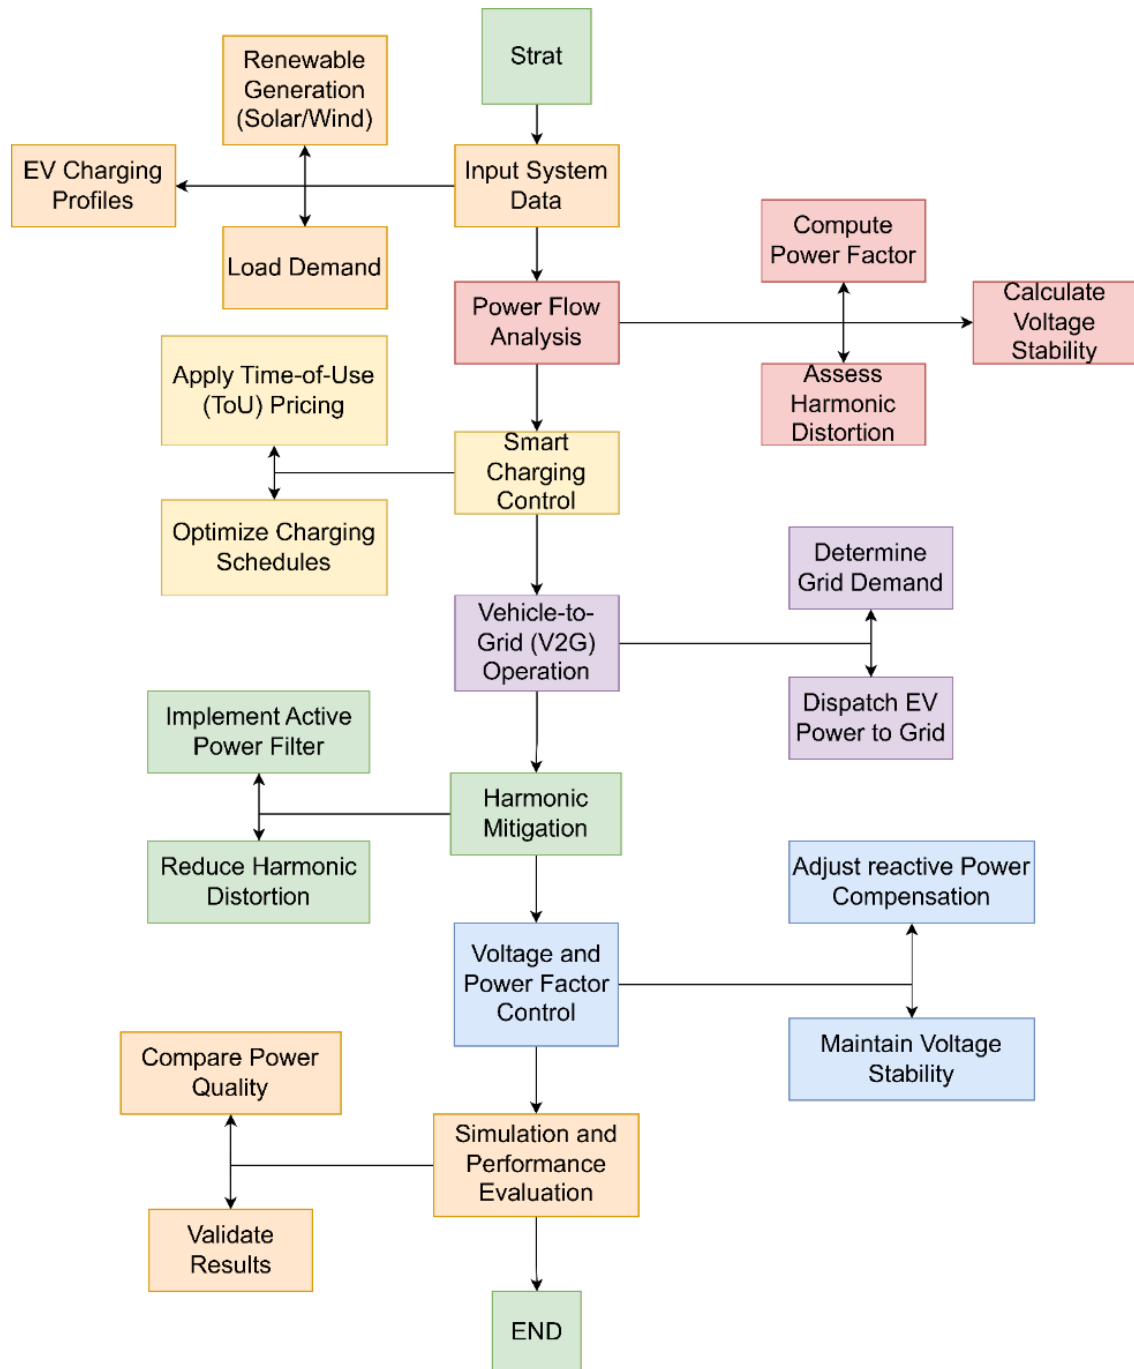 Strat
Renewable
Generation
(Solar/Wind)
EV Charging
Profiles
Input System
Data
Load Demand
Compute
Power Factor
Power Flow
Analysis
Calculate
Voltage
Stability
Assess
Harmonic
Distortion
Apply Time-of-Use
(ToU) Pricing
Smart
Charging
Control
Optimize Charging
Schedules
Determine
Grid Demand
Vehicle-to-
Grid (V2G)
Operation
Dispatch EV
Power to Grid
Implement Active
Power Filter
Harmonic
Mitigation
Reduce Harmonic
Distortion
Adjust reactive Power
Compensation
Voltage and
Power Factor
Control
Maintain Voltage
Stability
Compare Power
Quality
Simulation and
Performance
Evaluation
Validate
Results
END